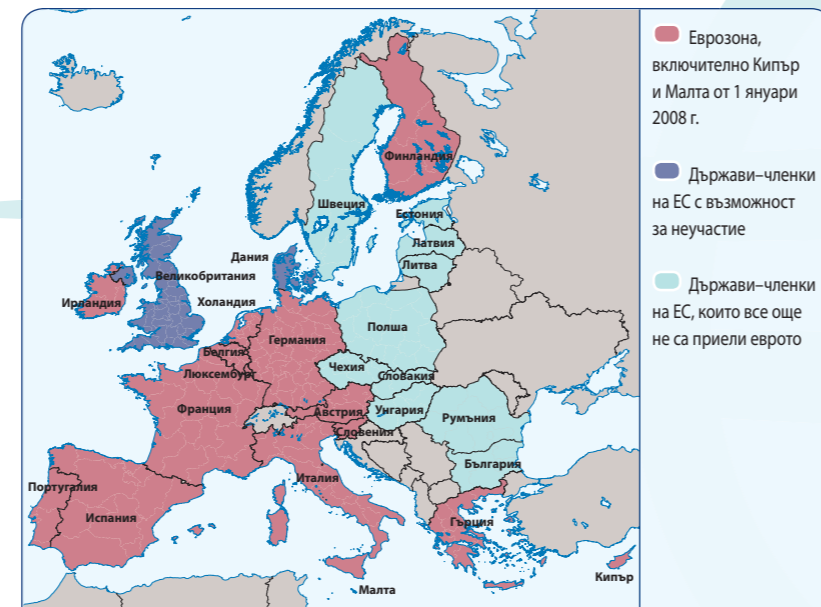 Финландия
Швеция
Естония
Латвия
Литва
Дания
Великобритания
Ирландия
Холандия
Германия
Полша
Белгия
Люксембург
Чехия
Словакия
Франция
Австрия
Унгария
Румъния
Словения
България
Италия
Португалия
Испания
Гърция
Малта
Кипър
Еврозона,
включително Кипър
и Малта от 1 януари
2008 г.
Държави–членки
на ЕС с възможност
за неучастие
Държави–членки
на ЕС, които все още
не са приели еврото